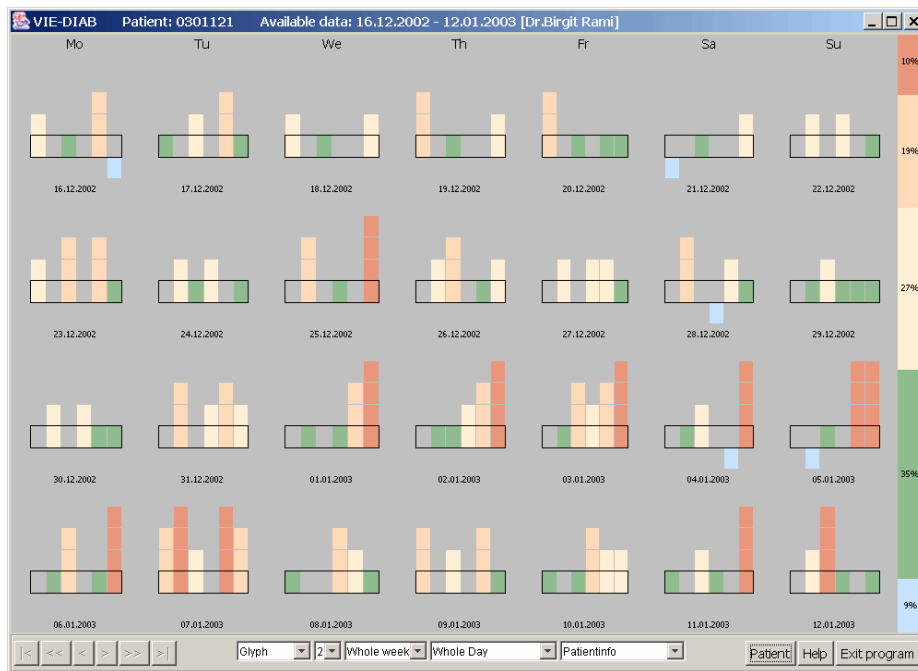 VIE-DIAB Patient: 0301121 Available data: 16.12.2002 - 12.01.2003 [Dr.Birgit Rami]
Mo Tu We Th Fr Sa Su
10%
19%
16.12.2002 17.12.2002 18.12.2002 19.12.2002 20.12.2002 21.12.2002 22.12.2002
27%
23.12.2002 24.12.2002 25.12.2002 26.12.2002 27.12.2002 28.12.2002 29.12.2002
35%
30.12.2002 31.12.2002 01.01.2003 02.01.2003 03.01.2003 04.01.2003 05.01.2003
9%
06.01.2003 07.01.2003 08.01.2003 09.01.2003 10.01.2003 11.01.2003 12.01.2003
|< << < > >> >| Glyph 2 Whole week Whole Day Patientinfo Patient Help Exit program